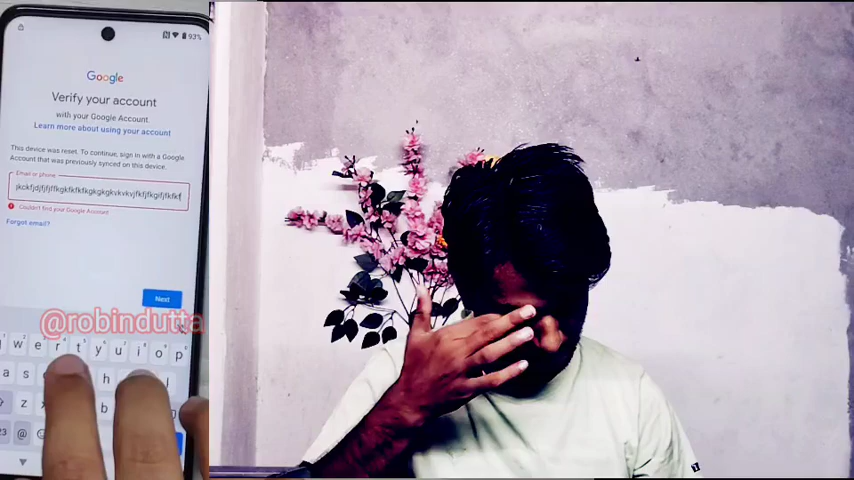 93%
Google
Verify your account
with your Google Account.
Learn more about using your account
This device was reset. To continue, sign in with a Google
Account that was previously synced on this device.
Email or phone
Couldn't find your Google Account
Forgot email?
Next
@robindutta
w e r t y u i o p
a s h l
z b
@